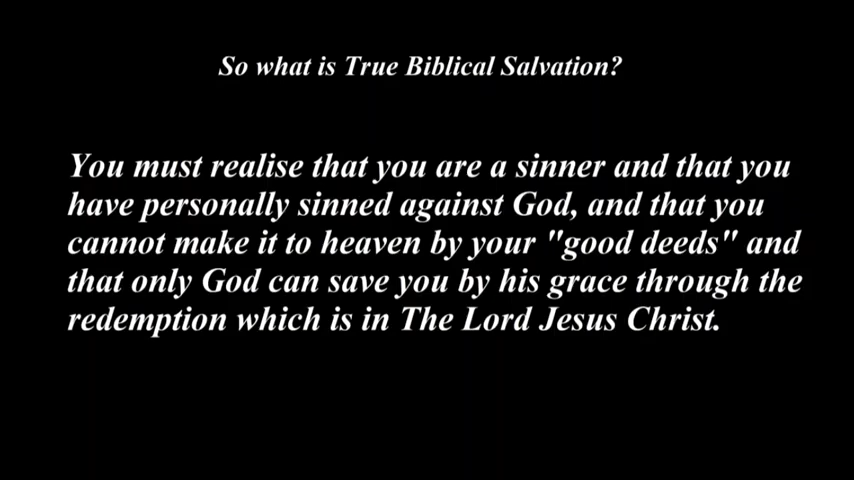 So what is True Biblical Salvation?
You must realise that you are a sinner and that you
have personally sinned against God, and that you
cannot make it to heaven by your "good deeds" and
that only God can save you by his grace through the
redemption which is in The Lord Jesus Christ.